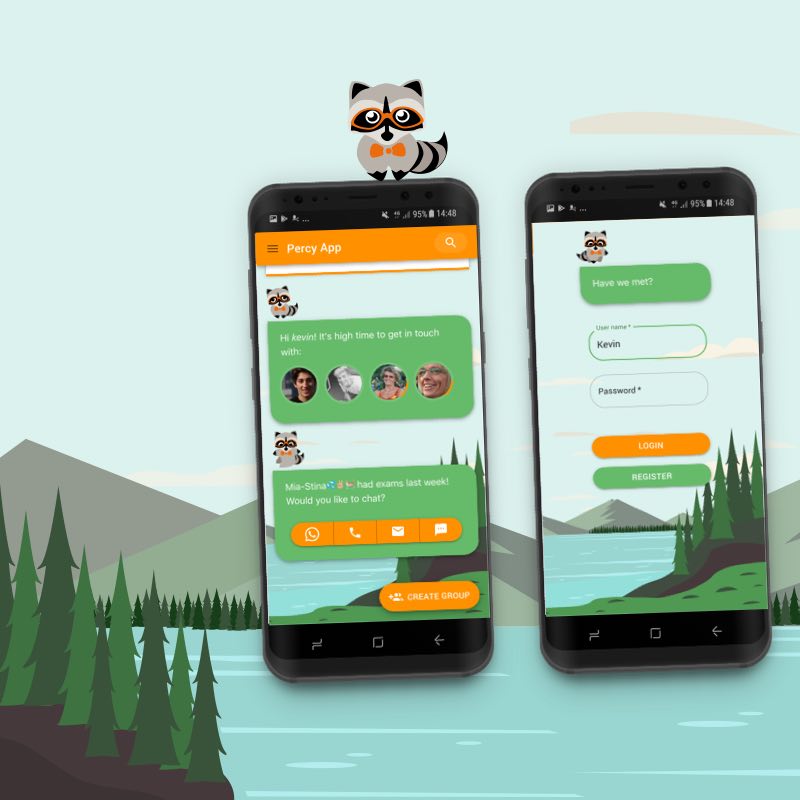 ... 95% 14:48
Percy App
Hi kevin! It's high time to get in touch
with:
Mia-Stina💦✌🏼🐅 had exams last week!
Would you like to chat?
CREATE GROUP
... 95% 14:48
Have we met?
User name *
Kevin
Password *
LOGIN
REGISTER